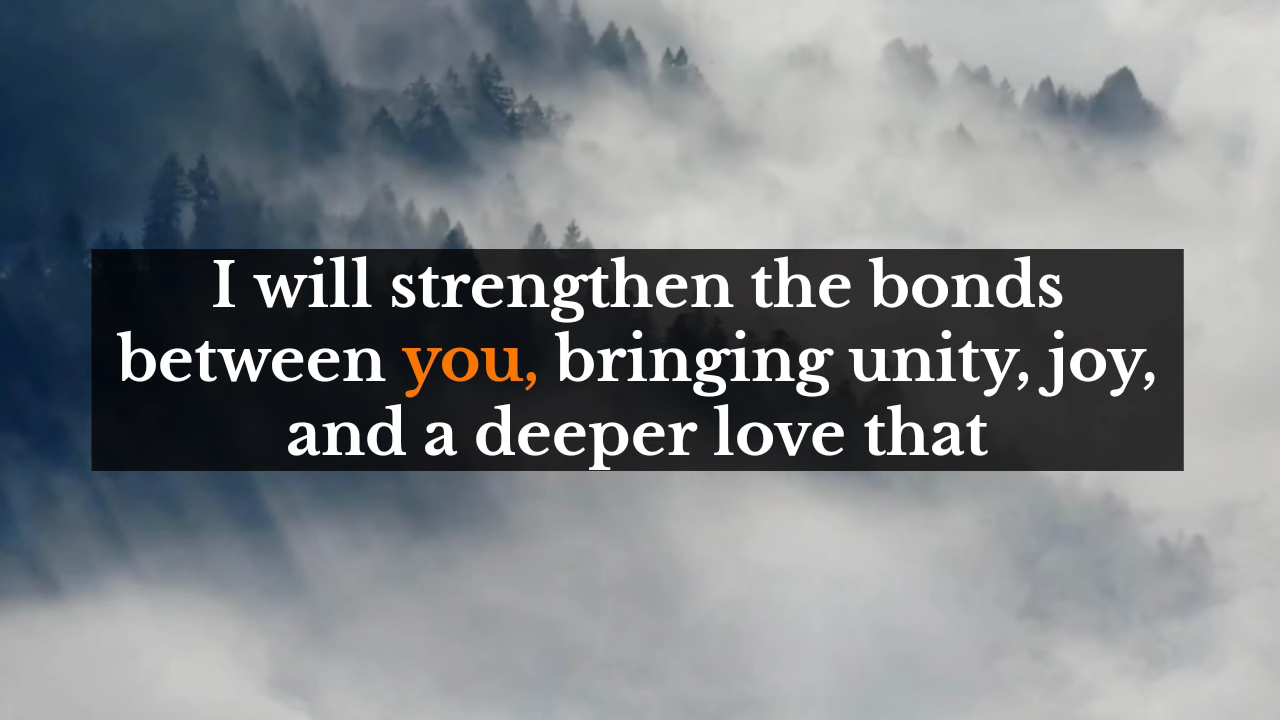 I will strengthen the bonds
between you, bringing unity, joy,
and a deeper love that